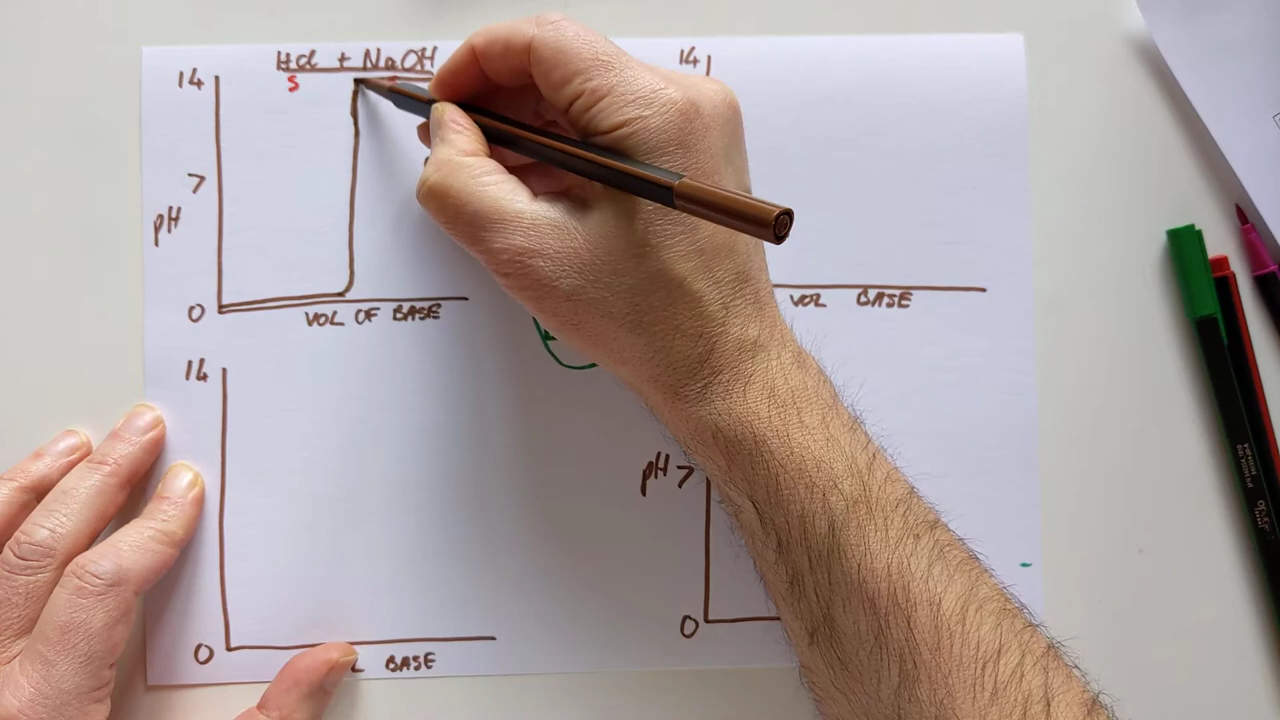 HCl + NaOH
S
14
7
pH
0
VOL OF BASE
14
VOL BASE
14
0
BASE
pH 7
0